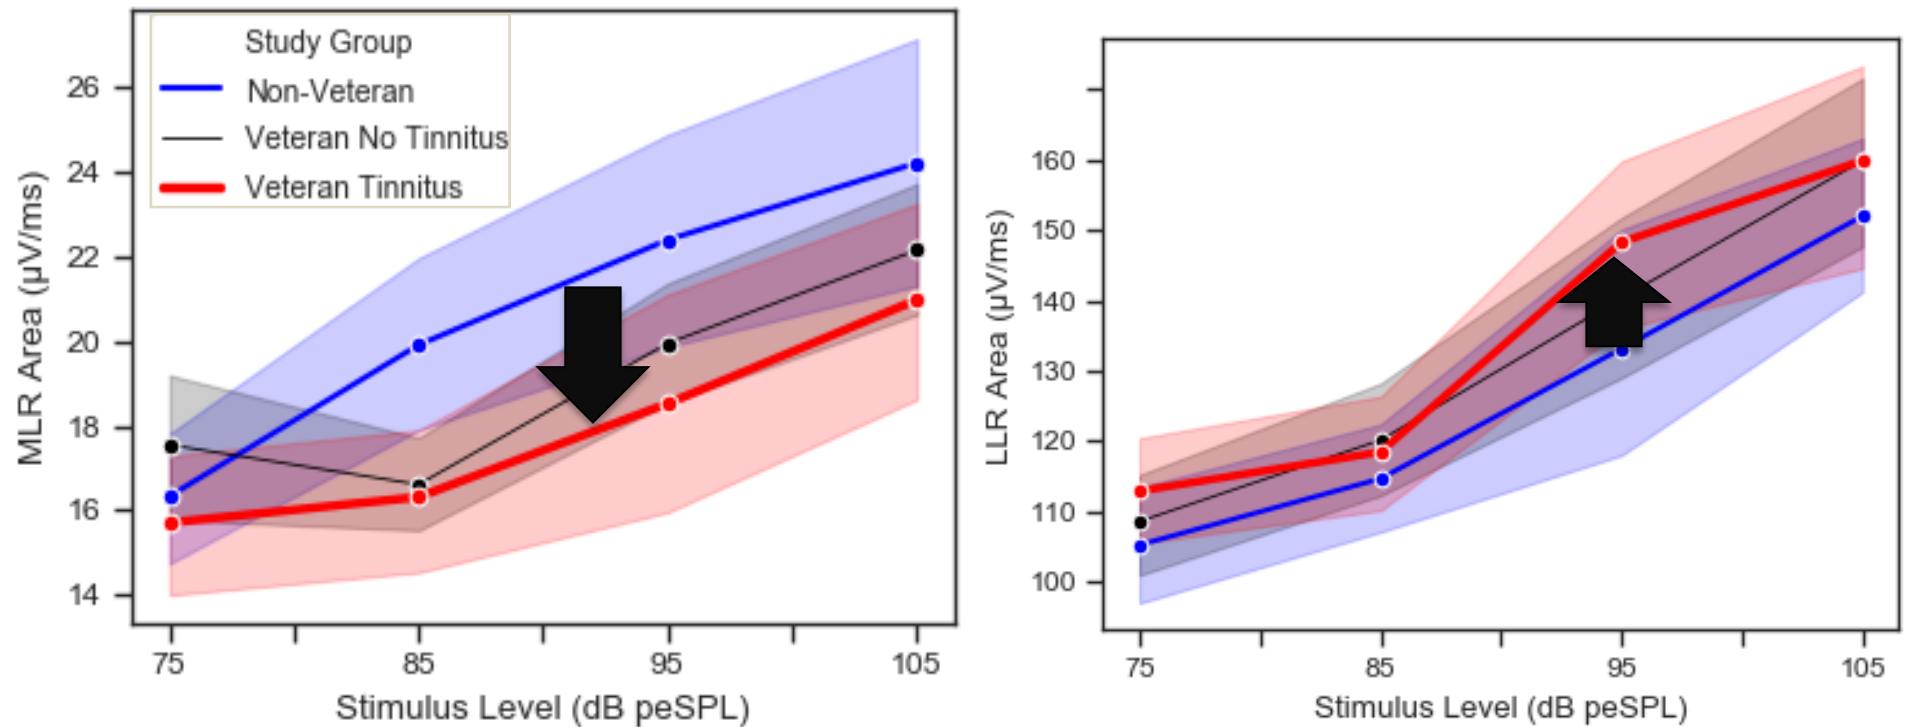 Study Group
Non-Veteran
Veteran No Tinnitus
Veteran Tinnitus
MLR Area (µV/ms)
26
24
22
20
18
16
14
75 85 95 105
Stimulus Level (dB peSPL)
LLR Area (µV/ms)
160
150
140
130
120
110
100
75 85 95 105
Stimulus Level (dB peSPL)